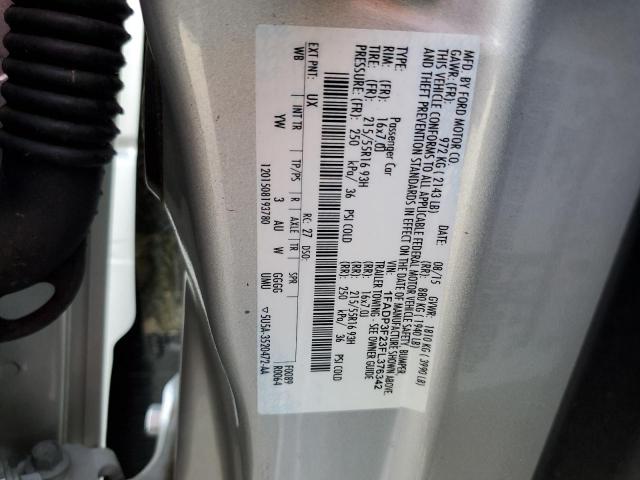 MFD. BY FORD MOTOR CO.
DATE: 08/15 GVWR: 1810 KG ( 3990 LB)
GAWR: (FR): 972 KG ( 2143 LB) (RR): 880 KG ( 1940 LB)
THIS VEHICLE CONFORMS TO ALL APPLICABLE FEDERAL MOTOR VEHICLE SAFETY, BUMPER
AND THEFT PREVENTION STANDARDS IN EFFECT ON THE DATE OF MANUFACTURE SHOWN ABOVE.
VIN: 1FADP3F23FL376342
TYPE: Passenger Car TRAILER TOWING - SEE OWNER GUIDE
RIM: (FR): 16x7.0J (RR): 16x7.0J
TIRE: (FR): 215/55R16 93H (RR): 215/55R16 93H
PRESSURE: (FR): 250 kPa/ 36 PSI COLD (RR): 250 kPa/ 36 PSI COLD
EXT PNT: UX RC: 27 DSO:
WB INT TR TP/PS R AXLE TR SPR
YW 3 AU W GGGG UMU
F0089
R0064
1201508193780
5U5A-3520472-AA